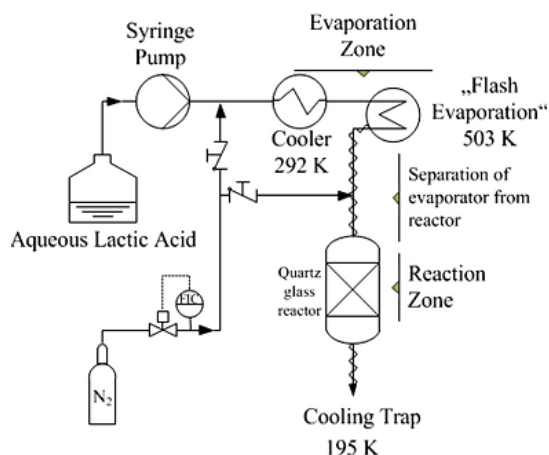 Evaporation
Zone
Syringe
Pump
„Flash
Evaporation“
503 K
Cooler
292 K
Separation of
evaporator from
reactor
Aqueous Lactic Acid
Quartz
glass
reactor
Reaction
Zone
FIC
N2
Cooling Trap
195 K